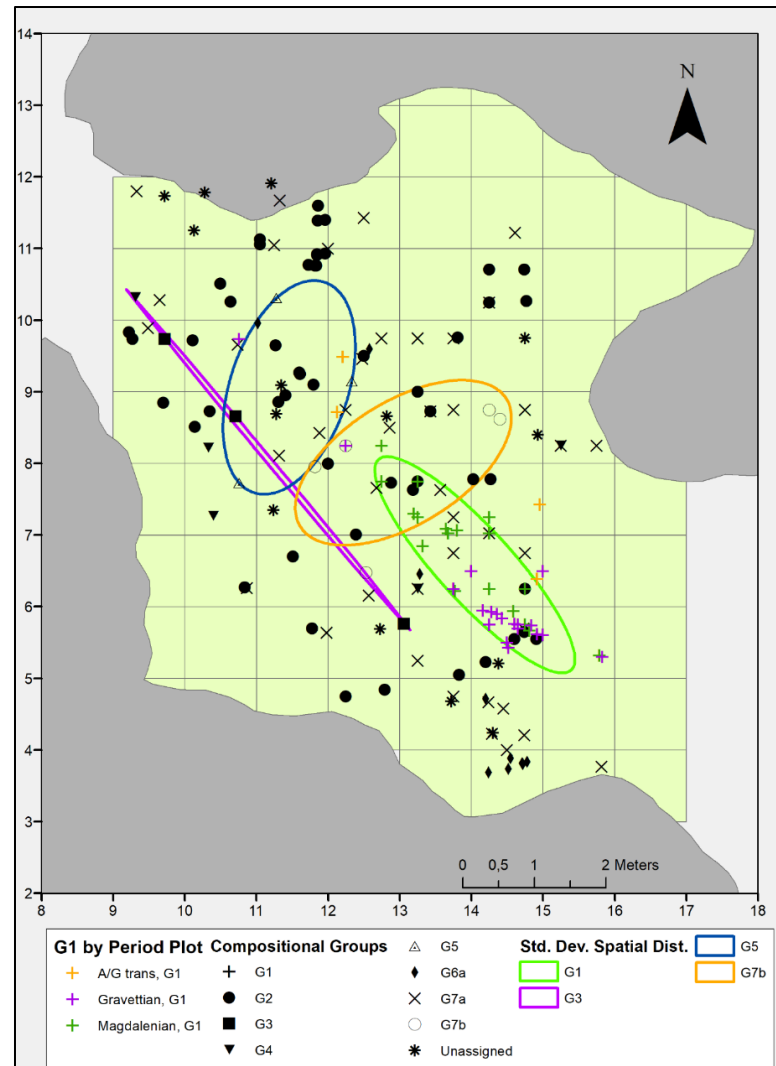 14
13
12
11
10
9
8
7
6
5
4
3
2
N
0 0,5 1 2 Meters
8 9 10 11 12 13 14 15 16 17 18
G1 by Period Plot Compositional Groups Std. Dev. Spatial Dist.
A/G trans, G1 G1 G5 G1 G5
Gravettian, G1 G2 G6a G3 G7b
Magdalenian, G1 G3 G7a
G4 G7b
Unassigned